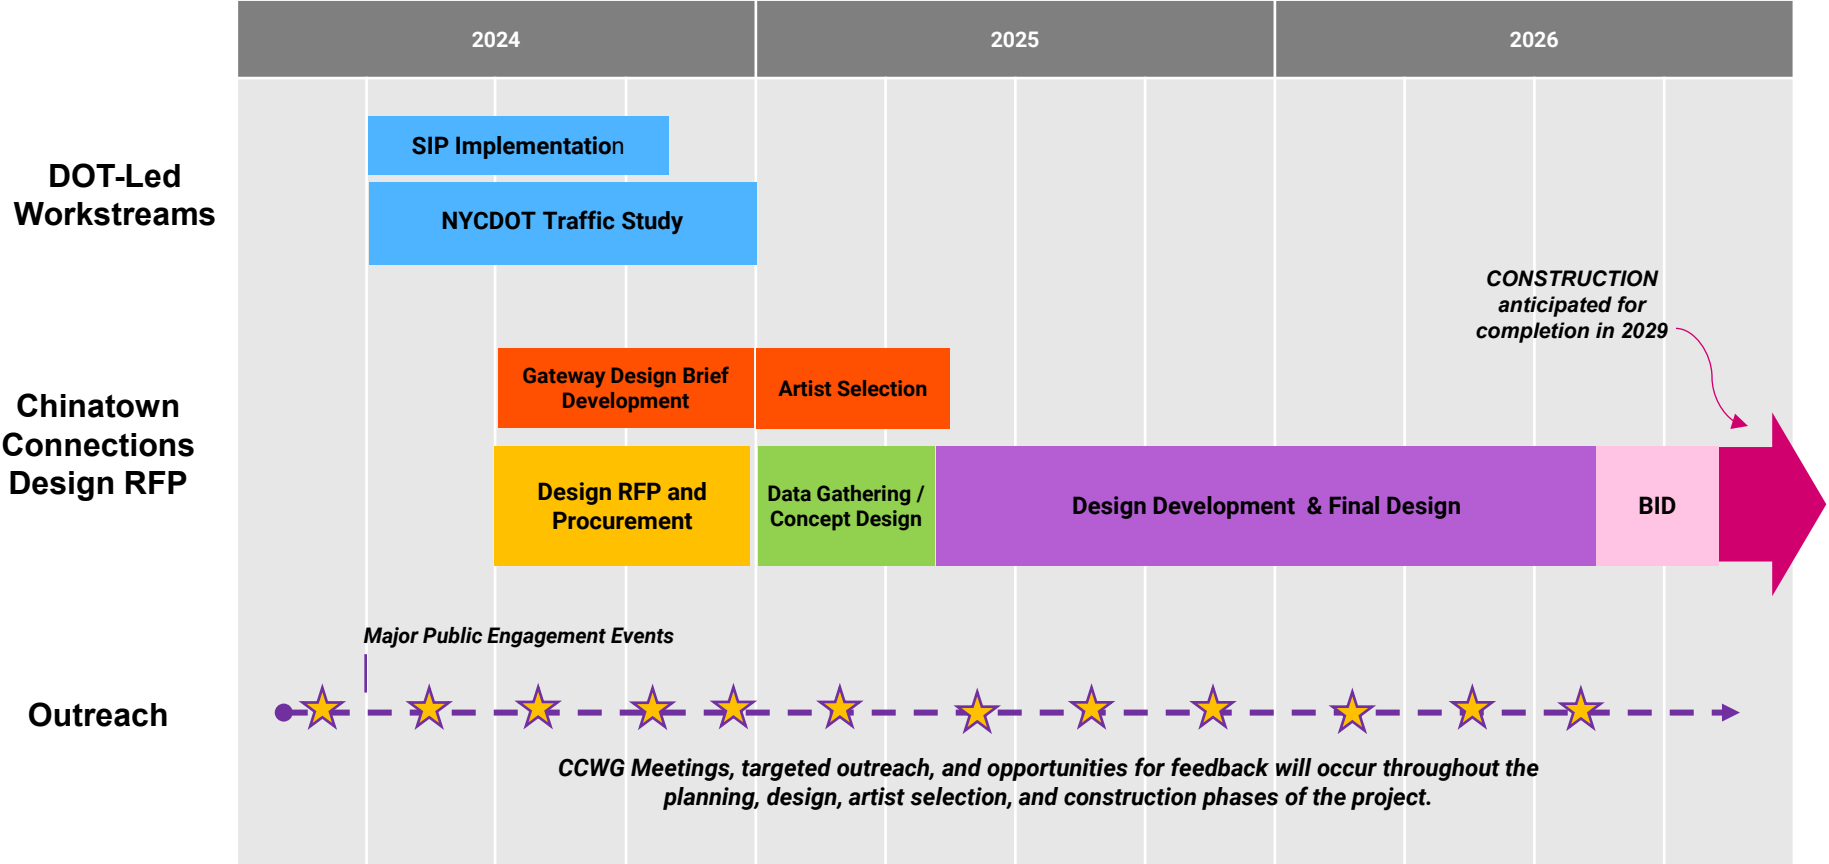 2024
2025
2026
DOT-Led
Workstreams
SIP Implementation
NYCDOT Traffic Study
CONSTRUCTION
anticipated for
completion in 2029
Chinatown
Connections
Design RFP
Gateway Design Brief
Development
Artist Selection
Design RFP and
Procurement
Data Gathering /
Concept Design
Design Development & Final Design
BID
Major Public Engagement Events
Outreach
CCWG Meetings, targeted outreach, and opportunities for feedback will occur throughout the
planning, design, artist selection, and construction phases of the project.